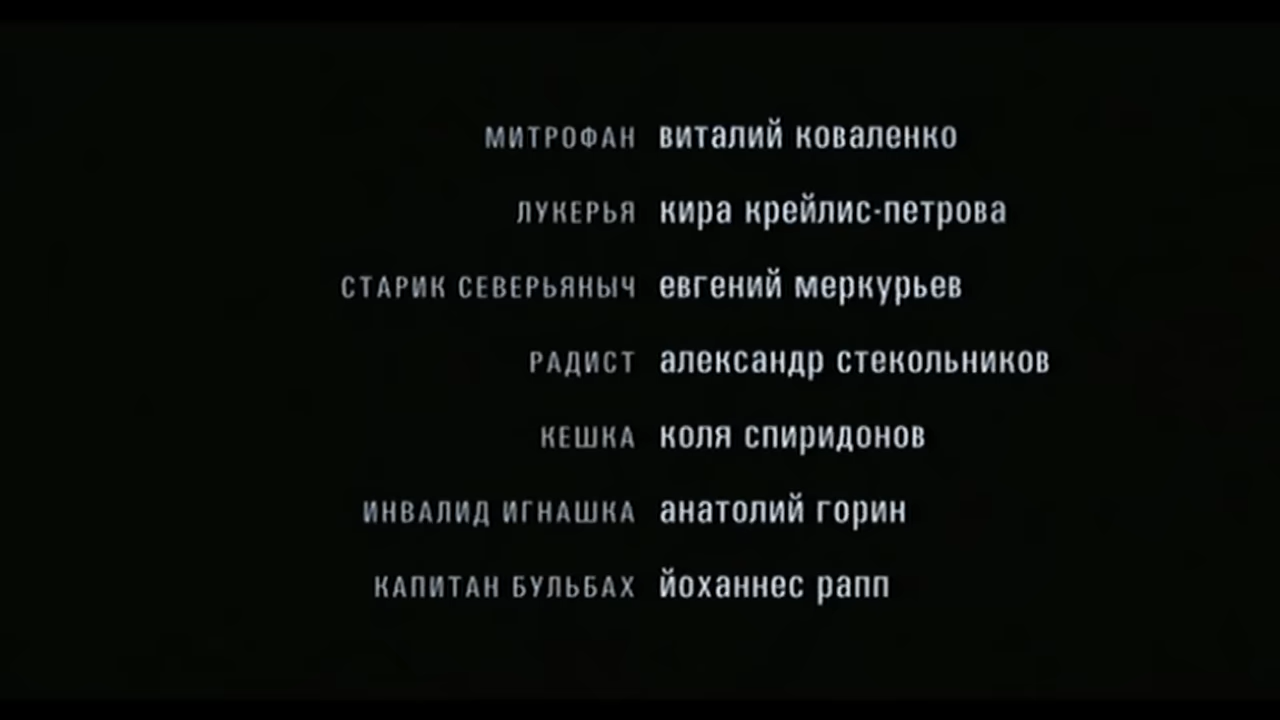 МИТРОФАН виталий коваленко
ЛУКЕРЬЯ кира крейлис-петрова
СТАРИК СЕВЕРЬЯНЫЧ евгений меркурьев
РАДИСТ александр стекольников
КЕШКА коля спиридонов
ИНВАЛИД ИГНАШКА анатолий горин
КАПИТАН БУЛЬБАХ йоханнес рапп